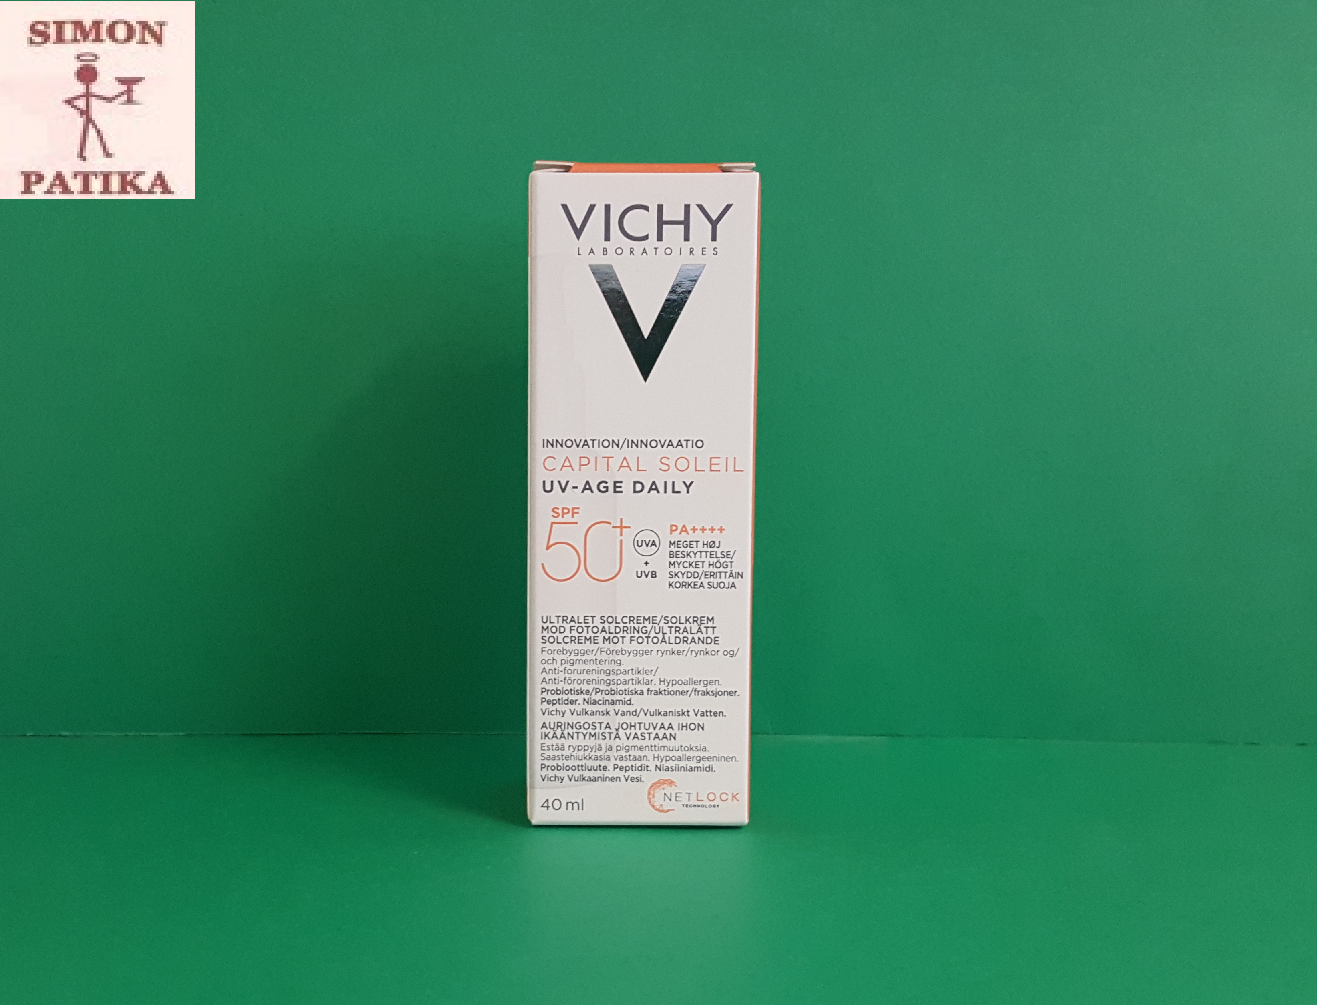 SIMON
PATIKA
VICHY
LABORATOIRES
V
INNOVATION/INNOVAATIO
CAPITAL SOLEIL
UV-AGE DAILY
SPF
50+
UVA
+
UVB
PA++++
MEGET HØJ
BESKYTTELSE/
MYCKET HÖGT
SKYDD/ERITTÄIN
KORKEA SUOJA
ULTRALET SOLCREME/SOLKREM
MOD FOTOALDRING/ULTRALÄTT
SOLCREME MOT FOTOÅLDRANDE
Forebygger/Förebygger rynker/rynkor og/
och pigmentering.
Anti-forureningspartikler/
Anti-föroreningspartiklar. Hypoallergen.
Probiotiske/Probiotiska fraktioner/fraksjoner.
Peptider. Niacinamid.
Vichy Vulkansk Vand/Vulkaniskt Vatten.
AURINGOSTA JOHTUVAA IHON
IKÄÄNTYMISTÄ VASTAAN
Estää ryppyjä ja pigmenttimuutoksia.
Saastehiukkasia vastaan. Hypoallergeeninen.
Probioottiuute. Peptidit. Niasiiniamidi.
Vichy Vulkaaninen Vesi.
40 ml
NETLOCK
TECHNOLOGY